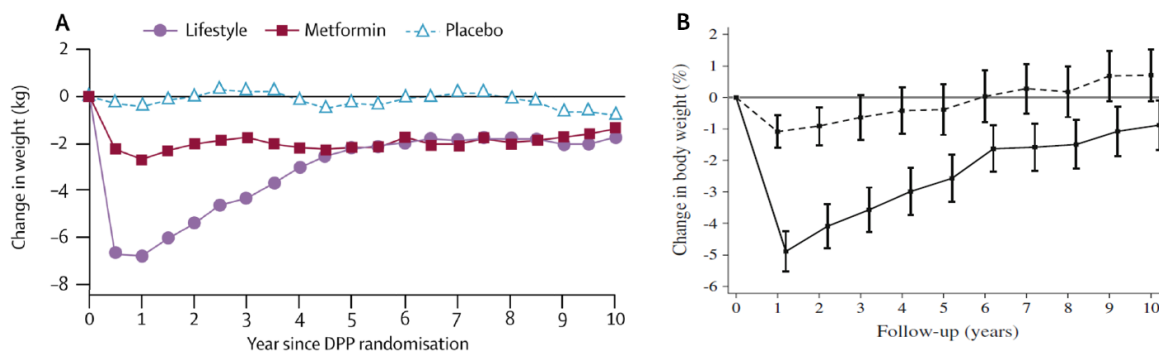 A
Lifestyle Metformin Placebo
Change in weight (kg)
2
0
−2
−4
−6
−8
0 1 2 3 4 5 6 7 8 9 10
Year since DPP randomisation
B
Change in body weight (%)
2
1
0
-1
-2
-3
-4
-5
-6
0 1 2 3 4 5 6 7 8 9 10
Follow-up (years)